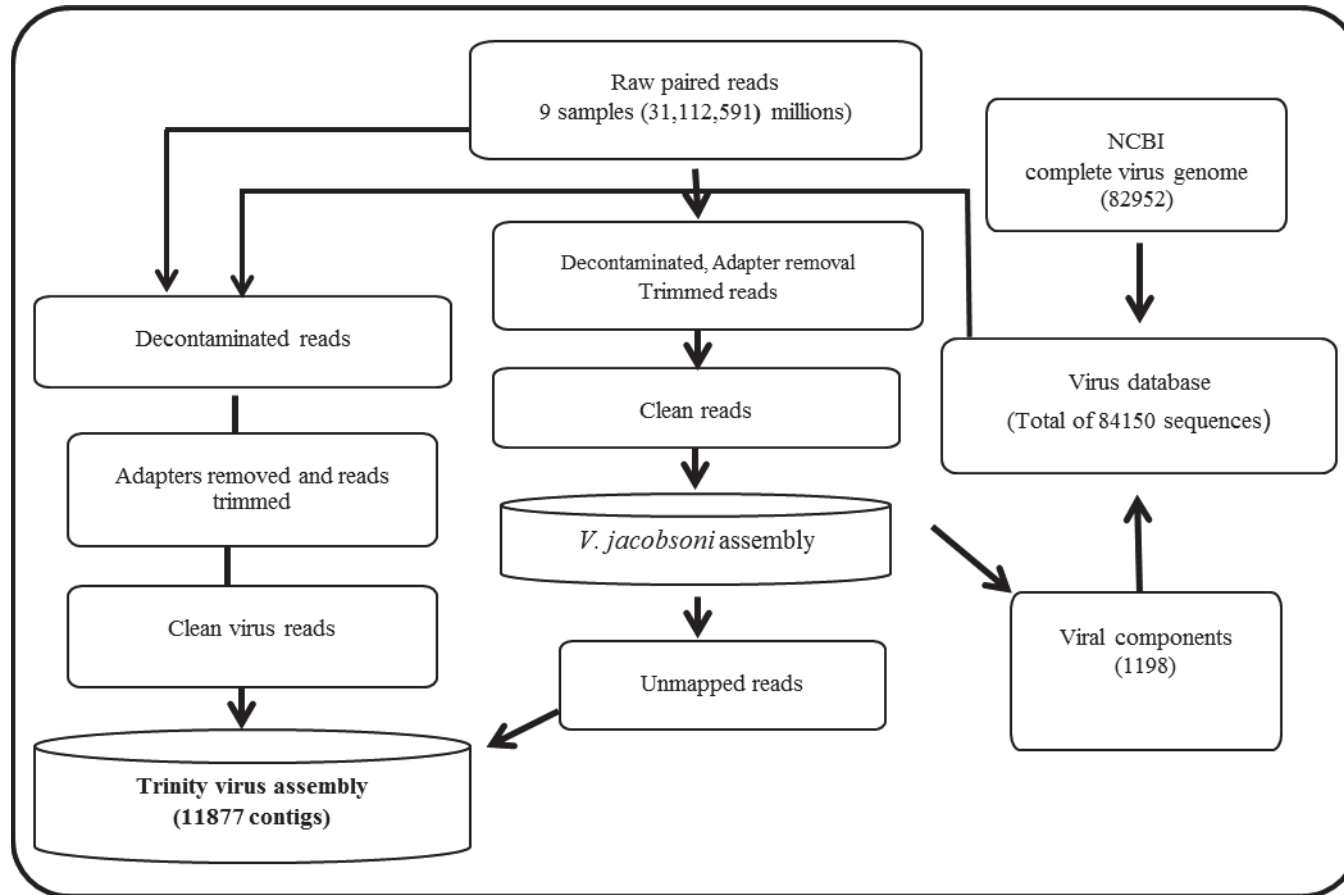 Raw paired reads
9 samples (31,112,591) millions)
NCBI
complete virus genome
(82952)
Decontaminated, Adapter removal
Trimmed reads
Decontaminated reads
Clean reads
Virus database
(Total of 84150 sequences)
Adapters removed and reads
trimmed
V. jacobsoni assembly
Clean virus reads
Unmapped reads
Viral components
(1198)
Trinity virus assembly
(11877 contigs)